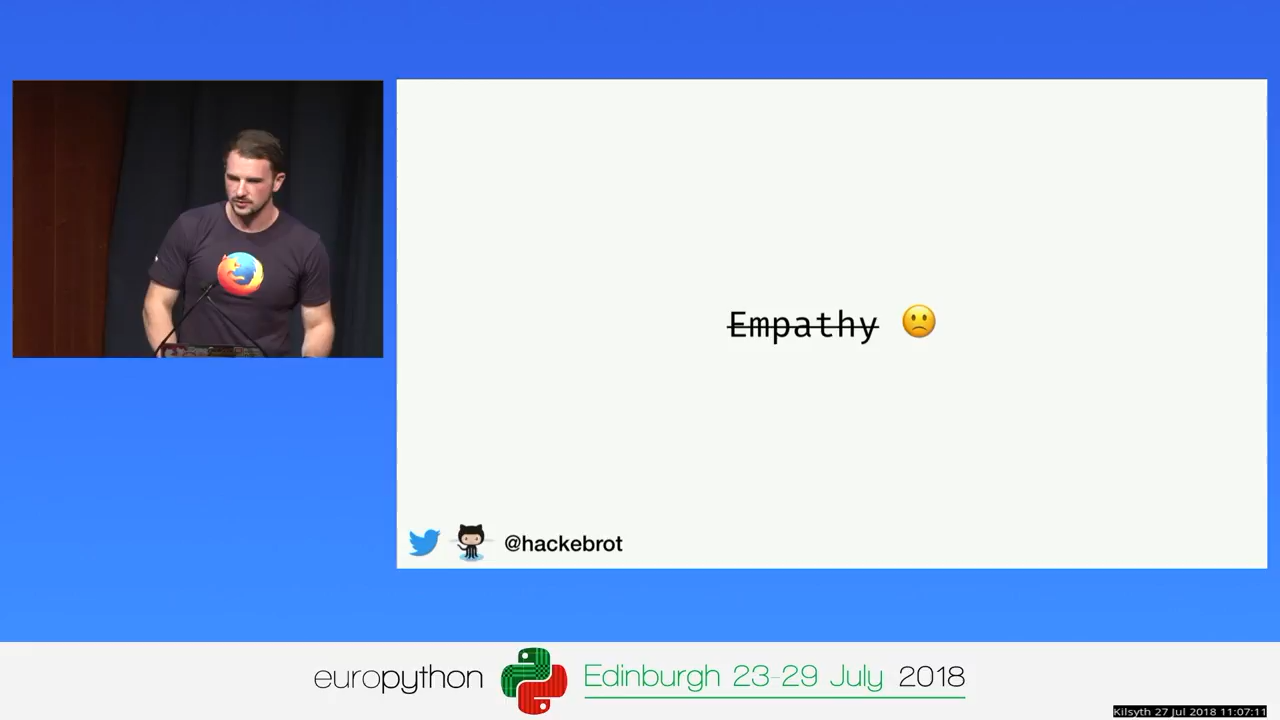 Empathy 🙁
@hackebrot
europython Edinburgh 23-29 July 2018
Kilsyth 27 Jul 2018 11:07:11